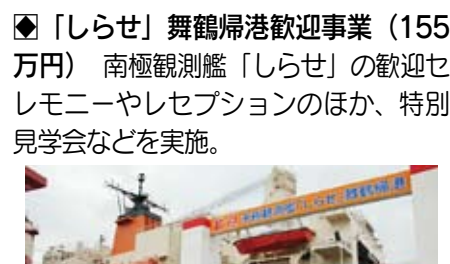 ◆「しらせ」舞鶴帰港歓迎事業（155
万円） 南極観測艦「しらせ」の歓迎セ
レモニーやレセプションのほか、特別
見学会などを実施。